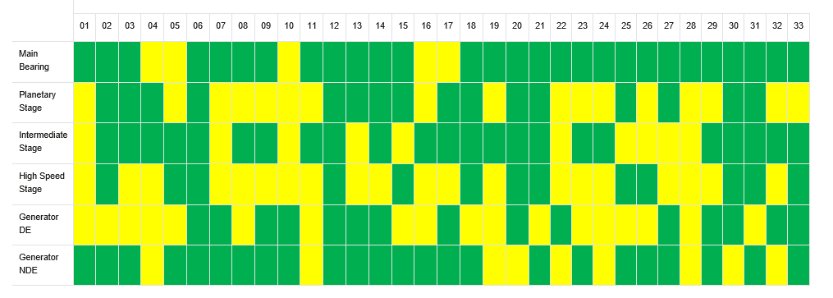 01 02 03 04 05 06 07 08 09 10 11 12 13 14 15 16 17 18 19 20 21 22 23 24 25 26 27 28 29 30 31 32 33
Main
Bearing
Planetary
Stage
Intermediate
Stage
High Speed
Stage
Generator
DE
Generator
NDE